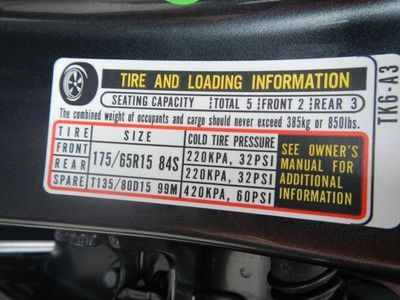 TIRE AND LOADING INFORMATION
SEATING CAPACITY TOTAL 5 FRONT 2 REAR 3
The combined weight of occupants and cargo should never exceed 385kg or 850lbs.
TIRE SIZE COLD TIRE PRESSURE
FRONT 175/65R15 84S 220KPA, 32PSI
REAR 220KPA, 32PSI
SPARE T135/80D15 99M 420KPA, 60PSI
SEE OWNER'S
MANUAL FOR
ADDITIONAL
INFORMATION
TK6-A3